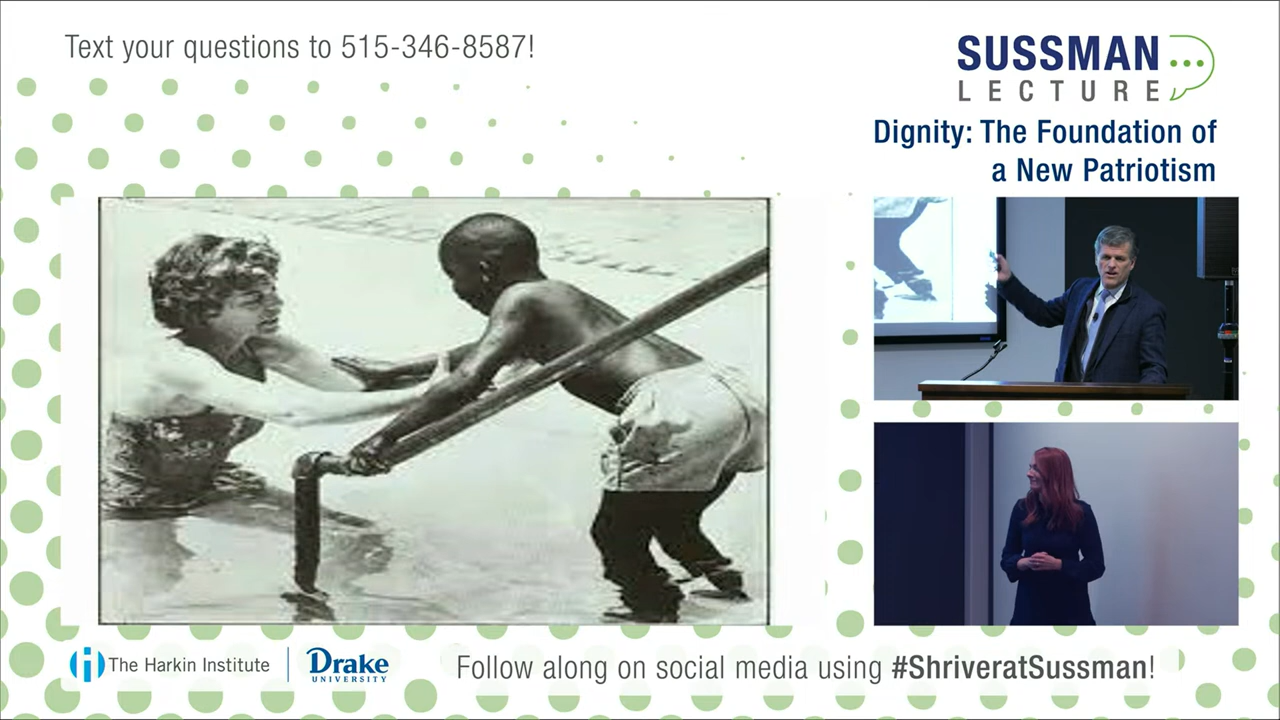 Text your questions to 515-346-8587!
SUSSMAN
LECTURE
Dignity: The Foundation of
a New Patriotism
The Harkin Institute
Drake
UNIVERSITY
Follow along on social media using #ShriveratSussman!